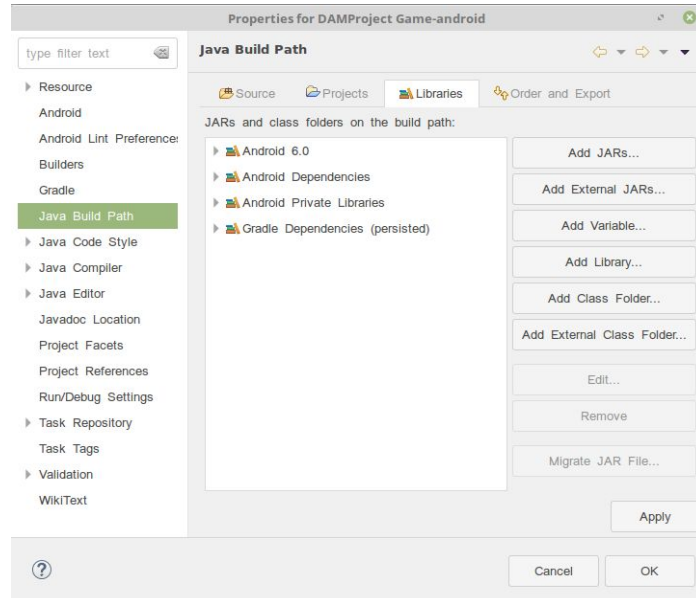 Properties for DAMProject Game-android
type filter text
Java Build Path
Resource
Android
Android Lint Preferences
Builders
Gradle
Java Build Path
Java Code Style
Java Compiler
Java Editor
Javadoc Location
Project Facets
Project References
Run/Debug Settings
Task Repository
Task Tags
Validation
WikiText
Source
Projects
Libraries
Order and Export
JARs and class folders on the build path:
Android 6.0
Android Dependencies
Android Private Libraries
Gradle Dependencies (persisted)
Add JARs...
Add External JARs...
Add Variable...
Add Library...
Add Class Folder...
Add External Class Folder...
Edit...
Remove
Migrate JAR File...
Apply
?
Cancel
OK